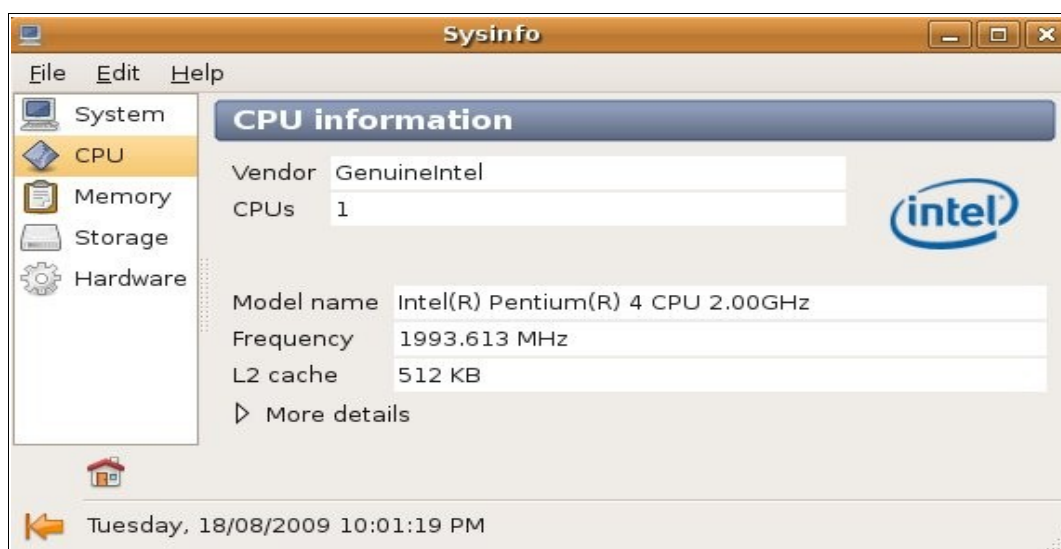 Sysinfo
File Edit Help
System
CPU
Memory
Storage
Hardware
CPU information
Vendor GenuineIntel
CPUs 1
intel
Model name Intel(R) Pentium(R) 4 CPU 2.00GHz
Frequency 1993.613 MHz
L2 cache 512 KB
More details
Tuesday, 18/08/2009 10:01:19 PM